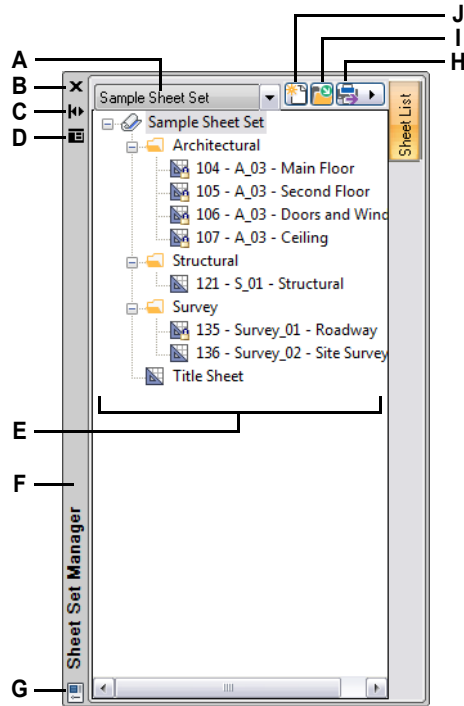 J
I
H
A
B
C
D
E
F
G
Sample Sheet Set
Sheet List
Sample Sheet Set
Architectural
104 - A_03 - Main Floor
105 - A_03 - Second Floor
106 - A_03 - Doors and Winc
107 - A_03 - Ceiling
Structural
121 - S_01 - Structural
Survey
135 - Survey_01 - Roadway
136 - Survey_02 - Site Survey
Title Sheet
Sheet Set Manager